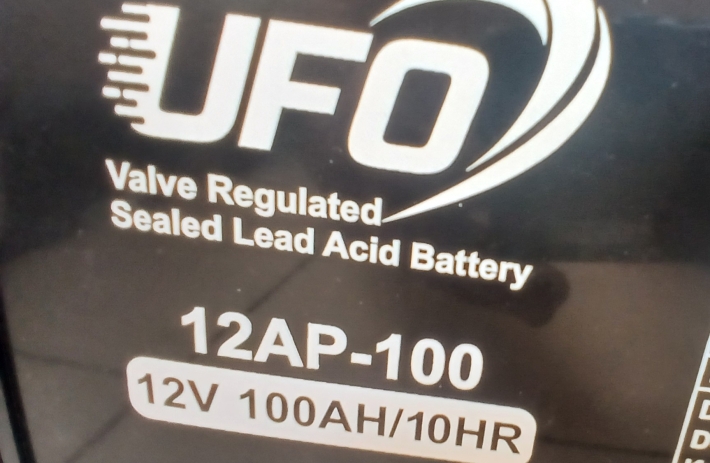 UFO
Valve Regulated
Sealed Lead Acid Battery
12AP-100
12V 100AH/10HR